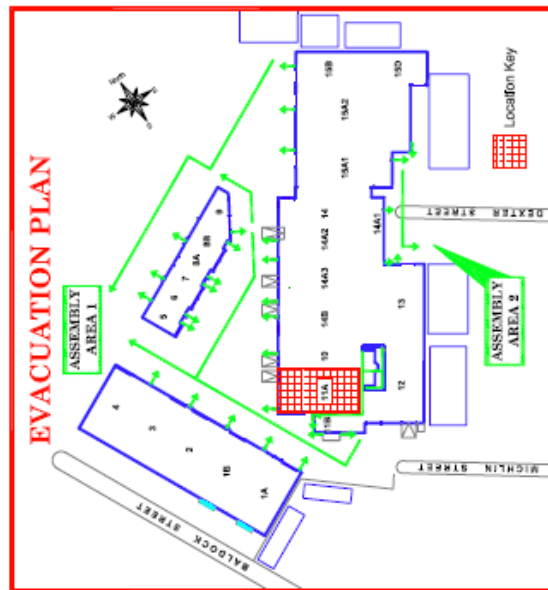 EVACUATION PLAN
ASSEMBLY
AREA 1
ASSEMBLY
AREA 2
Location Key
15B
15D
15A2
15A1
14
14A1
14A2
14A3
14B
13
10
12
11A
9
8B
8A
7
6
5
4
3
2
1B
1A
BALDOCK STREET
MICHLIN STREET
DEXTER STREET